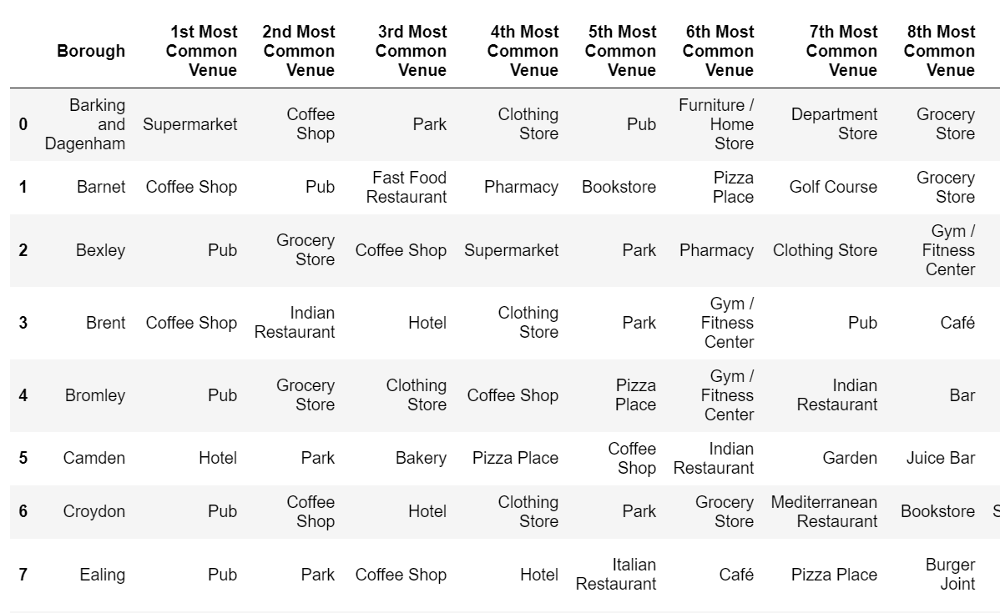 Borough 1st Most Common Venue 2nd Most Common Venue 3rd Most Common Venue 4th Most Common Venue 5th Most Common Venue 6th Most Common Venue 7th Most Common Venue 8th Most Common Venue
0 Barking and Dagenham Supermarket Coffee Shop Park Clothing Store Pub Furniture / Home Store Department Store Grocery Store
1 Barnet Coffee Shop Pub Fast Food Restaurant Pharmacy Bookstore Pizza Place Golf Course Grocery Store
2 Bexley Pub Grocery Store Coffee Shop Supermarket Park Pharmacy Clothing Store Gym / Fitness Center
3 Brent Coffee Shop Indian Restaurant Hotel Clothing Store Park Gym / Fitness Center Pub Café
4 Bromley Pub Grocery Store Clothing Store Coffee Shop Pizza Place Gym / Fitness Center Indian Restaurant Bar
5 Camden Hotel Park Bakery Pizza Place Coffee Shop Indian Restaurant Garden Juice Bar
6 Croydon Pub Coffee Shop Hotel Clothing Store Park Grocery Store Mediterranean Restaurant Bookstore
7 Ealing Pub Park Coffee Shop Hotel Italian Restaurant Café Pizza Place Burger Joint